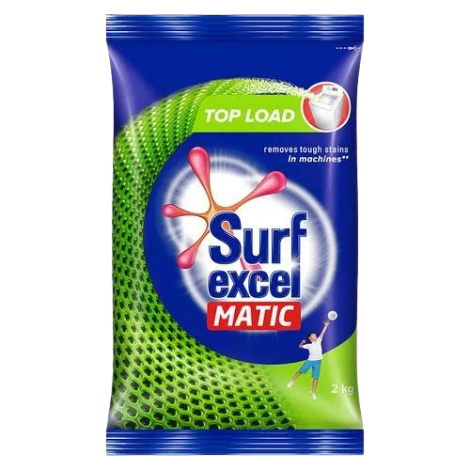 TOP LOAD
removes tough stains
in machines**
Surf
excel
MATIC
2 kg